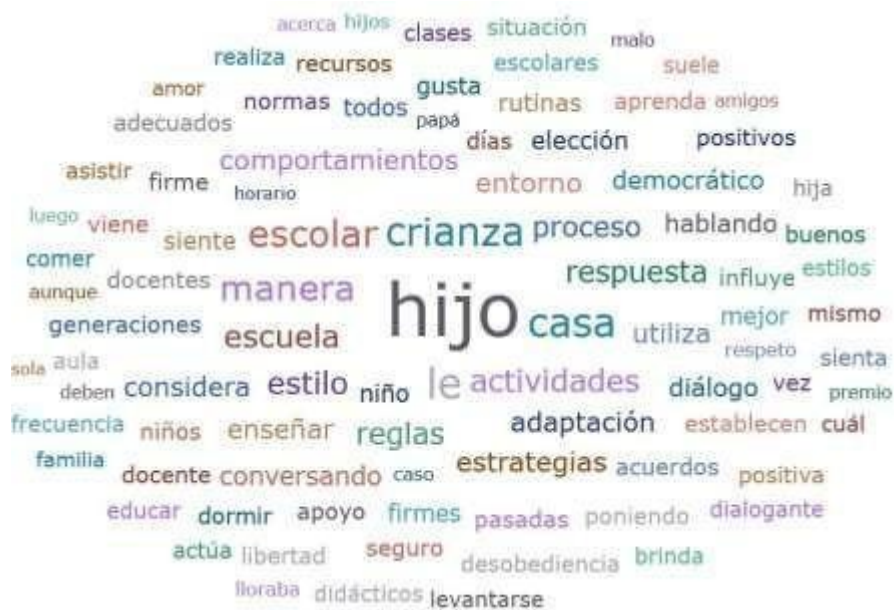 acerca hijos clases situación malo
realiza recursos escolares suele
amor normas todos gusta rutinas aprenda amigos
adecuados papá días elección positivos
asistir firme comportamientos entorno democrático hija
horario
luego viene siente escolar crianza proceso hablando buenos
comer docentes manera hijo respuesta influye estilos
aunque
generaciones escuela casa utiliza mejor mismo
respeto sienta
sola aula
deben considera estilo niño le actividades diálogo vez premio
frecuencia niños enseñar reglas adaptación establecen cuál
familia docente conversando caso estrategias acuerdos positiva
educar dormir apoyo firmes pasadas poniendo dialogante
actúa libertad seguro desobediencia brinda
lloraba didácticos levantarse